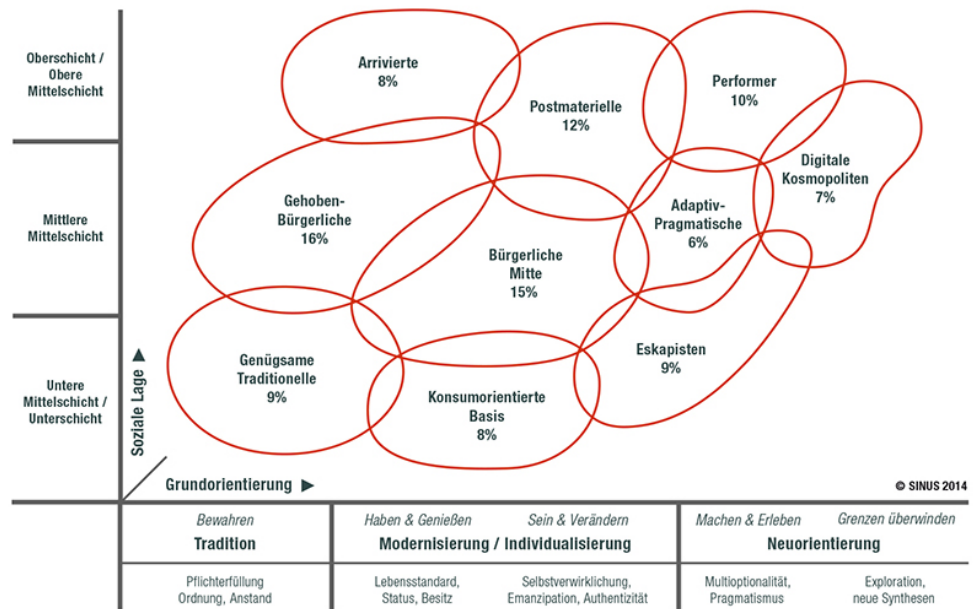 Oberschicht /
Obere
Mittelschicht
Arrivierte
8%
Postmaterielle
12%
Performer
10%
Digitale
Kosmopoliten
7%
Mittlere
Mittelschicht
Gehoben-
Bürgerliche
16%
Adaptiv-
Pragmatische
6%
Bürgerliche
Mitte
15%
Untere
Mittelschicht /
Unterschicht
Soziale Lage ▶
Genügsame
Traditionelle
9%
Konsumorientierte
Basis
8%
Eskapisten
9%
Grundorientierung ▶
© SINUS 2014
Bewahren
Tradition
Haben & Genießen
Sein & Verändern
Modernisierung / Individualisierung
Machen & Erleben
Grenzen überwinden
Neuorientierung
Pflichterfüllung
Ordnung, Anstand
Lebensstandard,
Status, Besitz
Selbstverwirklichung,
Emanzipation, Authentizität
Multioptionalität,
Pragmatismus
Exploration,
neue Synthesen